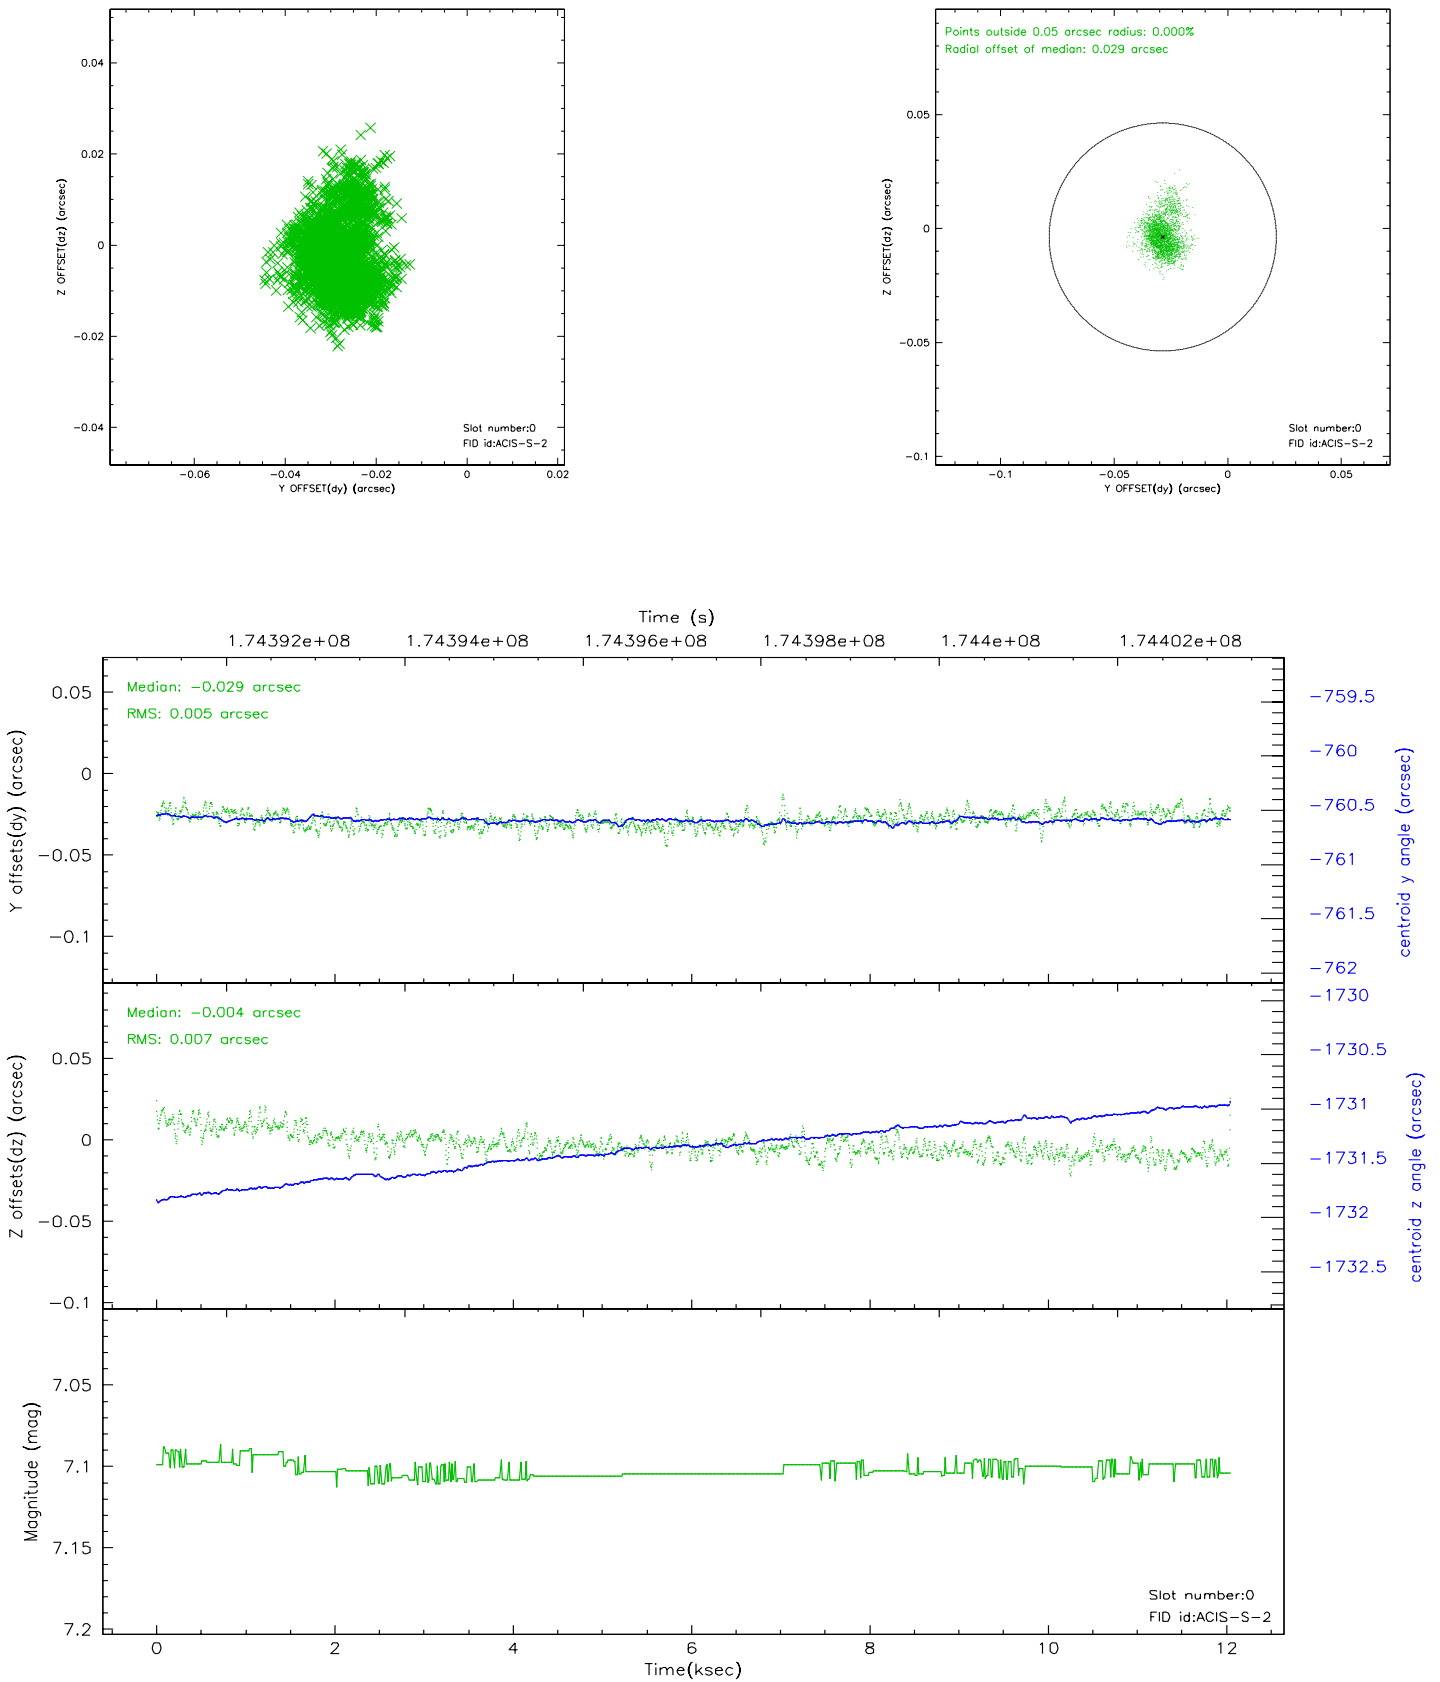 0.04
0.02
0
−0.02
−0.04
Z OFFSET(dz) (arcsec)
Slot number:0
FID id:ACIS−S−2
−0.06
−0.04
−0.02
0
0.02
Y OFFSET(dy) (arcsec)
Points outside 0.05 arcsec radius: 0.000%
Radial offset of median: 0.029 arcsec
0.05
0
−0.05
−0.1
Z OFFSET(dz) (arcsec)
Slot number:0
FID id:ACIS−S−2
−0.1
−0.05
0
0.05
Y OFFSET(dy) (arcsec)
Time (s)
1.74392e+08
1.74394e+08
1.74396e+08
1.74398e+08
1.744e+08
1.74402e+08
Median: −0.029 arcsec
RMS: 0.005 arcsec
0.05
0
−0.05
−0.1
Y offsets(dy) (arcsec)
−759.5
−760
−760.5
−761
−761.5
−762
centroid y angle (arcsec)
Median: −0.004 arcsec
RMS: 0.007 arcsec
0.05
0
−0.05
−0.1
Z offsets(dz) (arcsec)
−1730
−1730.5
−1731
−1731.5
−1732
−1732.5
centroid z angle (arcsec)
7.05
7.1
7.15
7.2
Magnitude (mag)
Slot number:0
FID id:ACIS−S−2
0
2
4
6
8
10
12
Time(ksec)